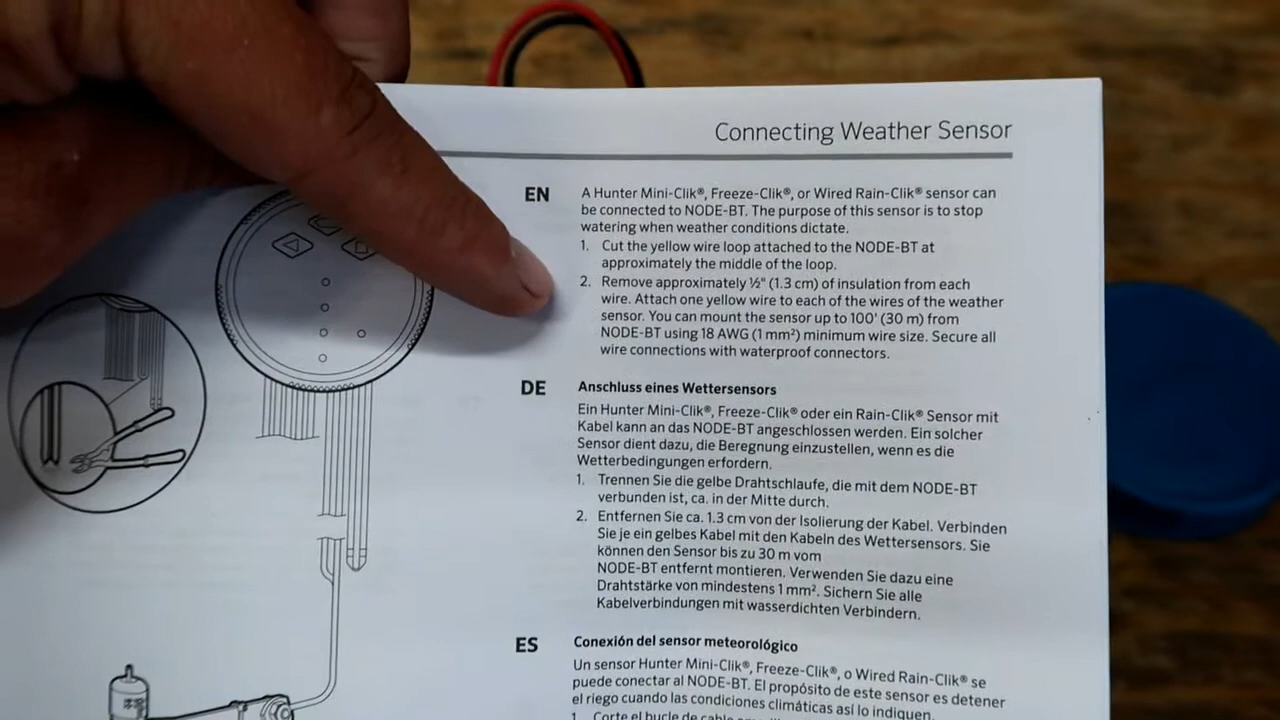 Connecting Weather Sensor
EN
A Hunter Mini-Clik®, Freeze-Clik®, or Wired Rain-Clik® sensor can
be connected to NODE-BT. The purpose of this sensor is to stop
watering when weather conditions dictate.
1. Cut the yellow wire loop attached to the NODE-BT at
approximately the middle of the loop.
2. Remove approximately ½" (1.3 cm) of insulation from each
wire. Attach one yellow wire to each of the wires of the weather
sensor. You can mount the sensor up to 100' (30 m) from
NODE-BT using 18 AWG (1 mm²) minimum wire size. Secure all
wire connections with waterproof connectors.
DE
Anschluss eines Wettersensors
Ein Hunter Mini-Clik®, Freeze-Clik® oder ein Rain-Clik® Sensor mit
Kabel kann an das NODE-BT angeschlossen werden. Ein solcher
Sensor dient dazu, die Beregnung einzustellen, wenn es die
Wetterbedingungen erfordern.
1. Trennen Sie die gelbe Drahtschlaufe, die mit dem NODE-BT
verbunden ist, ca. in der Mitte durch.
2. Entfernen Sie ca. 1.3 cm von der Isolierung der Kabel. Verbinden
Sie je ein gelbes Kabel mit den Kabeln des Wettersensors. Sie
können den Sensor bis zu 30 m vom
NODE-BT entfernt montieren. Verwenden Sie dazu eine
Drahtstärke von mindestens 1 mm². Sichern Sie alle
Kabelverbindungen mit wasserdichten Verbindern.
ES
Conexión del sensor meteorológico
Un sensor Hunter Mini-Clik®, Freeze-Clik®, o Wired Rain-Clik® se
puede conectar al NODE-BT. El propósito de este sensor es detener
el riego cuando las condiciones climáticas así lo indiquen.
1. Corte el bucle de cable